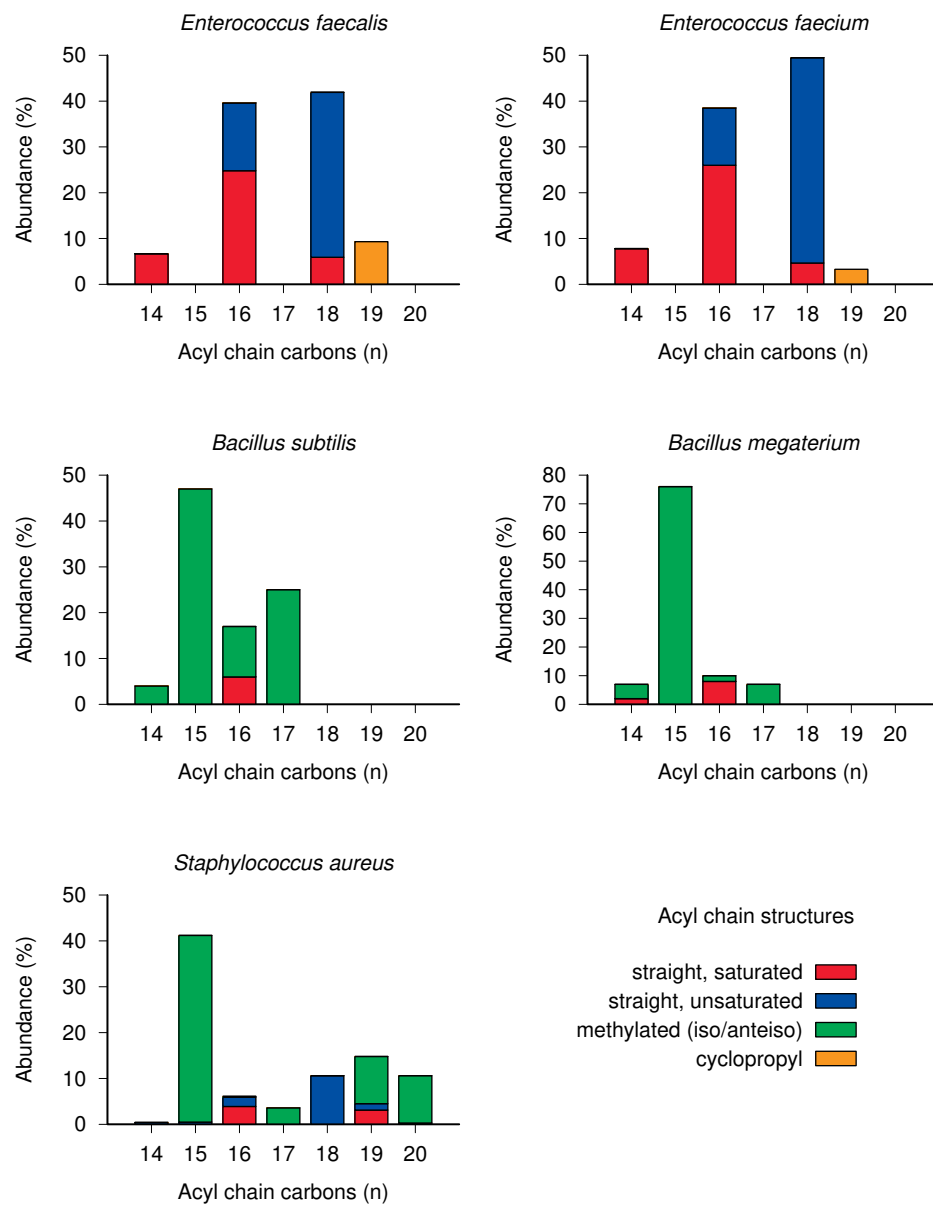 Enterococcus faecalis
50
40
30
20
10
0
Abundance (%)
14 15 16 17 18 19 20
Acyl chain carbons (n)
Enterococcus faecium
50
40
30
20
10
0
Abundance (%)
14 15 16 17 18 19 20
Acyl chain carbons (n)
Bacillus subtilis
50
40
30
20
10
0
Abundance (%)
14 15 16 17 18 19 20
Acyl chain carbons (n)
Bacillus megaterium
80
70
60
50
40
30
20
10
0
Abundance (%)
14 15 16 17 18 19 20
Acyl chain carbons (n)
Staphylococcus aureus
50
40
30
20
10
0
Abundance (%)
14 15 16 17 18 19 20
Acyl chain carbons (n)
Acyl chain structures
straight, saturated
straight, unsaturated
methylated (iso/anteiso)
cyclopropyl